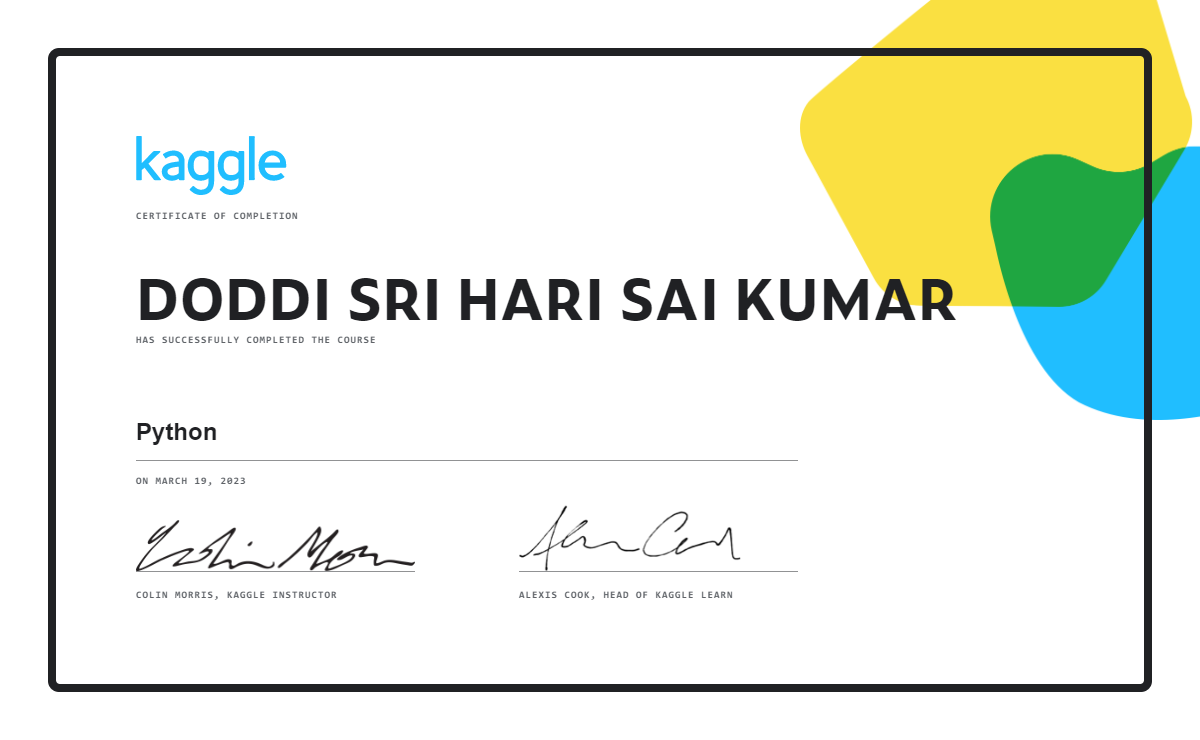 kaggle
CERTIFICATE OF COMPLETION
DODDI SRI HARI SAI KUMAR
HAS SUCCESSFULLY COMPLETED THE COURSE
Python
ON MARCH 19, 2023
Colin Morris Alexis Cook
COLIN MORRIS, KAGGLE INSTRUCTOR ALEXIS COOK, HEAD OF KAGGLE LEARN